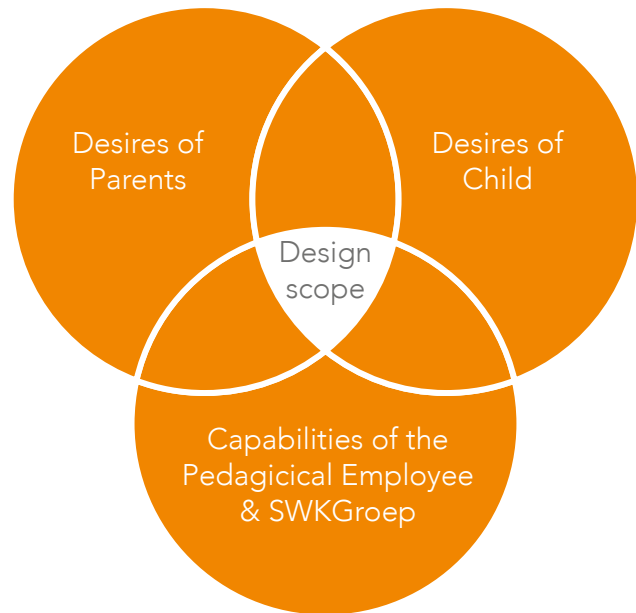 Desires of
Parents
Desires of
Child
Design
scope
Capabilities of the
Pedagicical Employee
& SWKGroep